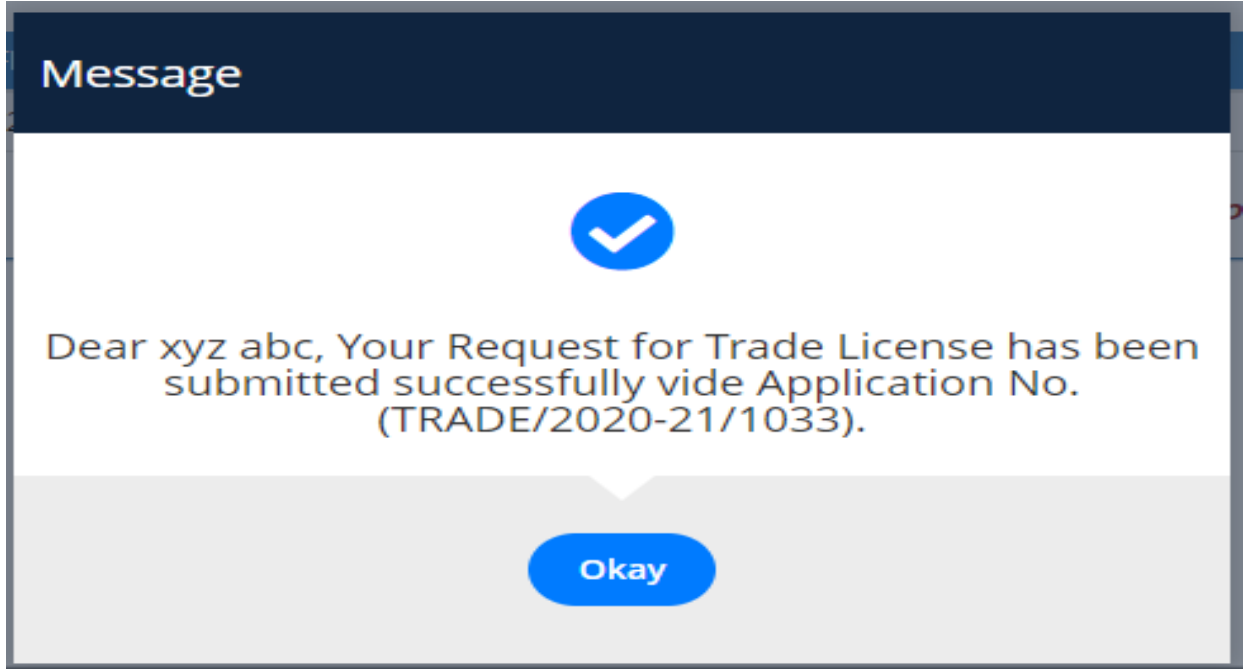 Message
Dear xyz abc, Your Request for Trade License has been
submitted successfully vide Application No.
(TRADE/2020-21/1033).
Okay